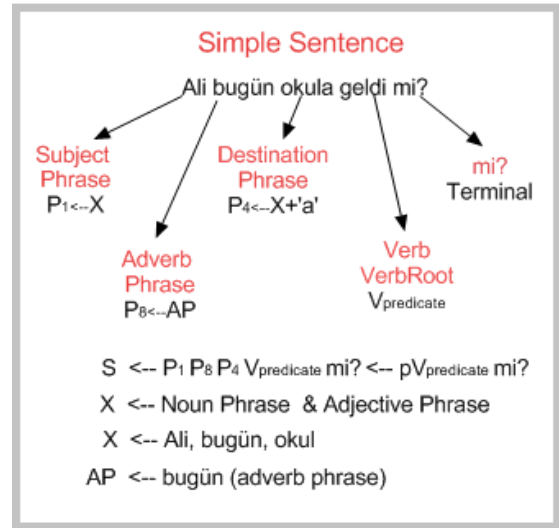 Simple Sentence
Ali bugün okula geldi mi?
Subject
Phrase
P1<--X
Destination
Phrase
P4<--X+'a'
mi?
Terminal
Adverb
Phrase
P8<--AP
Verb
VerbRoot
Vpredicate
S <-- P1 P8 P4 Vpredicate mi? <-- pVpredicate mi?
X <-- Noun Phrase & Adjective Phrase
X <-- Ali, bugün, okul
AP <-- bugün (adverb phrase)